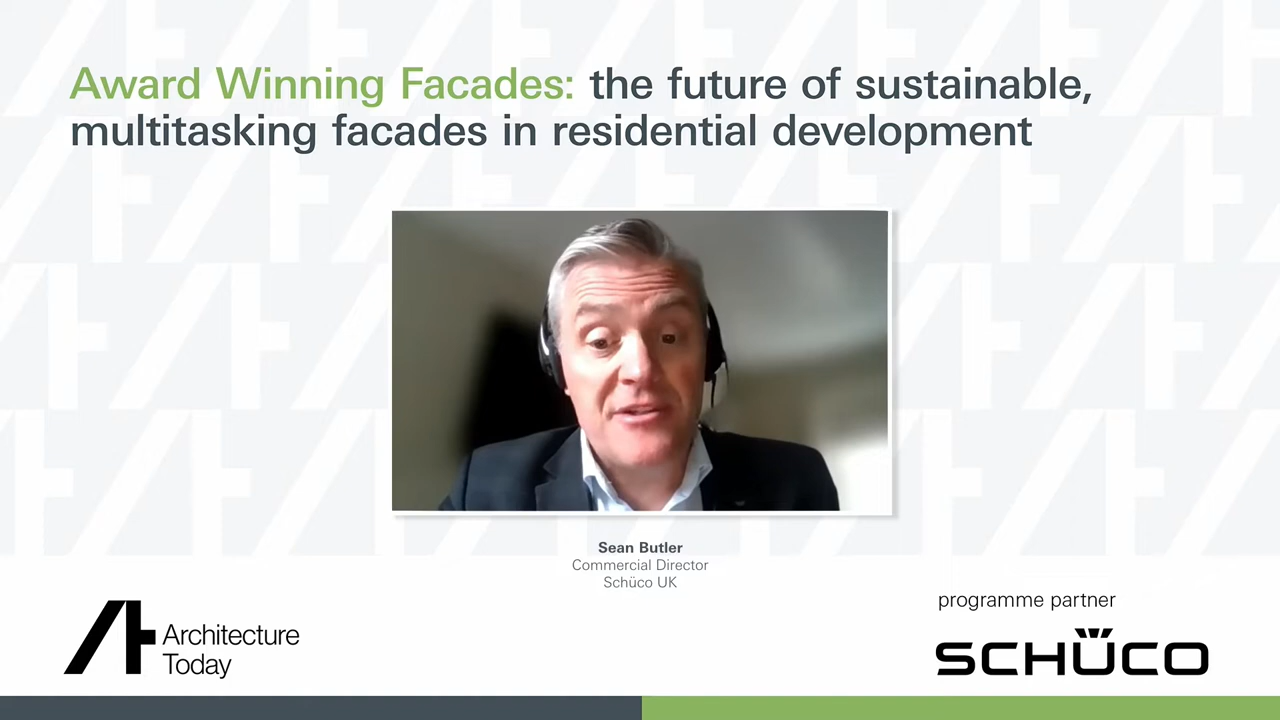 Award Winning Facades: the future of sustainable,
multitasking facades in residential development
Sean Butler
Commercial Director
Schüco UK
programme partner
Architecture
Today
SCHÜCO